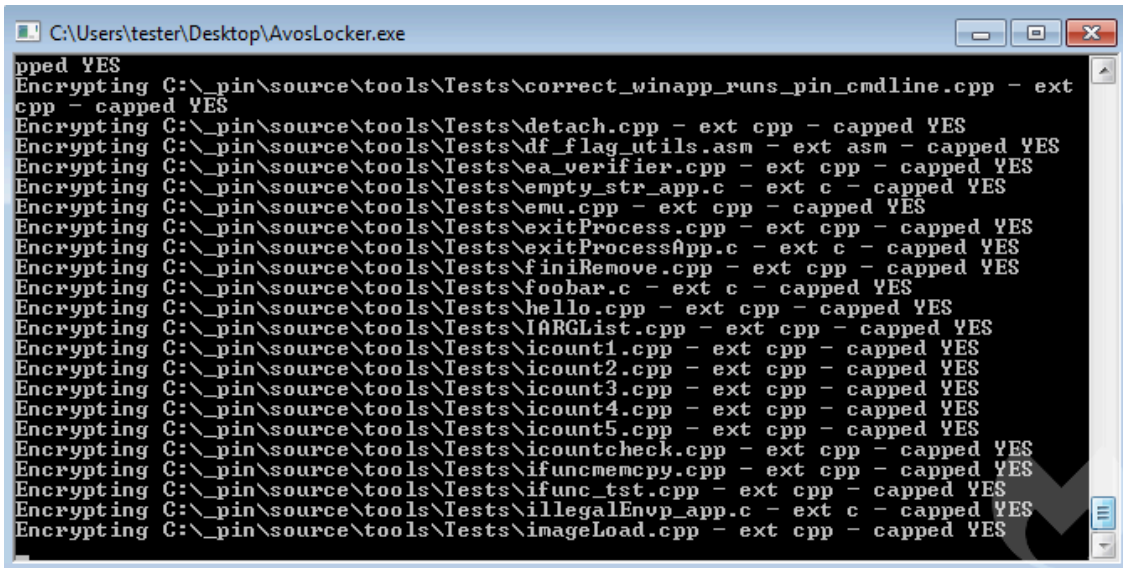 C:\Users\tester\Desktop\AvosLocker.exe
pped YES
Encrypting C:\_pin\source\tools\Tests\correct_winapp_runs_pin_cmdline.cpp - ext
cpp - capped YES
Encrypting C:\_pin\source\tools\Tests\detach.cpp - ext cpp - capped YES
Encrypting C:\_pin\source\tools\Tests\df_flag_utils.asm - ext asm - capped YES
Encrypting C:\_pin\source\tools\Tests\ea_verifier.cpp - ext cpp - capped YES
Encrypting C:\_pin\source\tools\Tests\empty_str_app.c - ext c - capped YES
Encrypting C:\_pin\source\tools\Tests\emu.cpp - ext cpp - capped YES
Encrypting C:\_pin\source\tools\Tests\exitProcess.cpp - ext cpp - capped YES
Encrypting C:\_pin\source\tools\Tests\exitProcessApp.c - ext c - capped YES
Encrypting C:\_pin\source\tools\Tests\finiRemove.cpp - ext cpp - capped YES
Encrypting C:\_pin\source\tools\Tests\foobar.c - ext c - capped YES
Encrypting C:\_pin\source\tools\Tests\hello.cpp - ext cpp - capped YES
Encrypting C:\_pin\source\tools\Tests\IARGList.cpp - ext cpp - capped YES
Encrypting C:\_pin\source\tools\Tests\icount1.cpp - ext cpp - capped YES
Encrypting C:\_pin\source\tools\Tests\icount2.cpp - ext cpp - capped YES
Encrypting C:\_pin\source\tools\Tests\icount3.cpp - ext cpp - capped YES
Encrypting C:\_pin\source\tools\Tests\icount4.cpp - ext cpp - capped YES
Encrypting C:\_pin\source\tools\Tests\icount5.cpp - ext cpp - capped YES
Encrypting C:\_pin\source\tools\Tests\icountcheck.cpp - ext cpp - capped YES
Encrypting C:\_pin\source\tools\Tests\ifuncmemcpy.cpp - ext cpp - capped YES
Encrypting C:\_pin\source\tools\Tests\ifunc_tst.cpp - ext cpp - capped YES
Encrypting C:\_pin\source\tools\Tests\illegalEnvp_app.c - ext c - capped YES
Encrypting C:\_pin\source\tools\Tests\imageLoad.cpp - ext cpp - capped YES